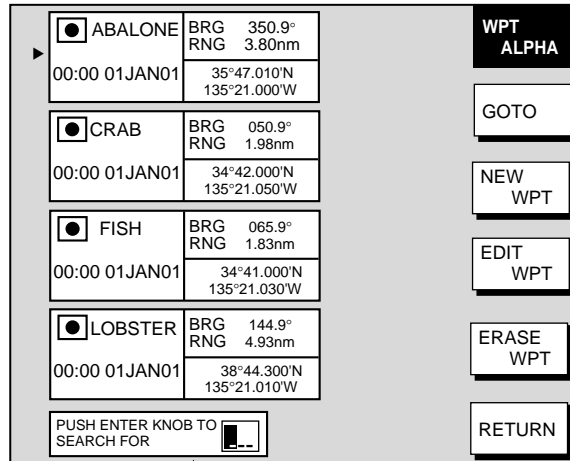 ABALONE
BRG 350.9°
RNG 3.80nm
00:00 01JAN01
35°47.010'N
135°21.000'W
CRAB
BRG 050.9°
RNG 1.98nm
00:00 01JAN01
34°42.000'N
135°21.050'W
FISH
BRG 065.9°
RNG 1.83nm
00:00 01JAN01
34°41.000'N
135°21.030'W
LOBSTER
BRG 144.9°
RNG 4.93nm
00:00 01JAN01
38°44.300'N
135°21.010'W
PUSH ENTER KNOB TO
SEARCH FOR
WPT
ALPHA
GOTO
NEW
WPT
EDIT
WPT
ERASE
WPT
RETURN